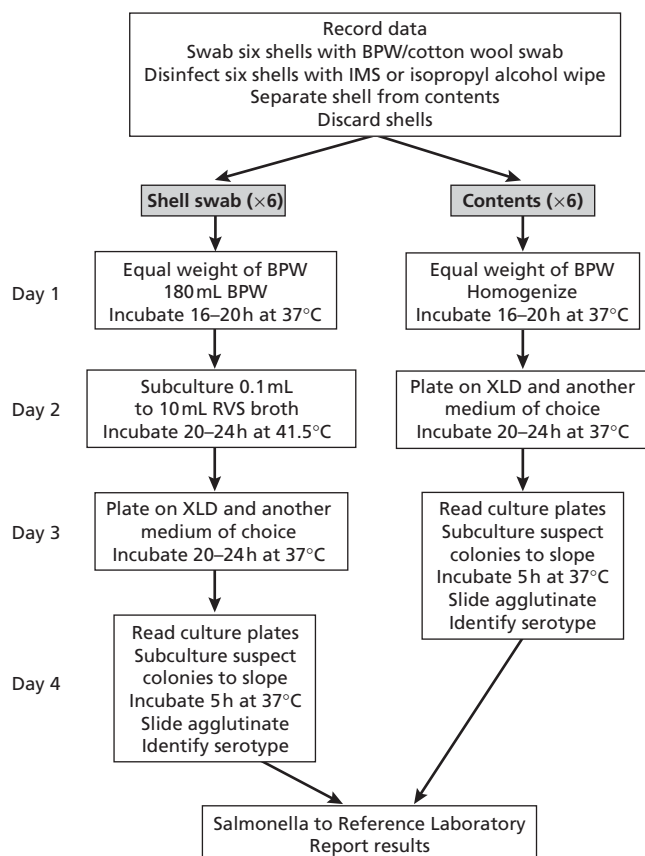 Record data
Swab six shells with BPW/cotton wool swab
Disinfect six shells with IMS or isopropyl alcohol wipe
Separate shell from contents
Discard shells
Shell swab (×6)
Contents (×6)
Day 1
Equal weight of BPW
180 mL BPW
Incubate 16–20 h at 37°C
Equal weight of BPW
Homogenize
Incubate 16–20 h at 37°C
Day 2
Subculture 0.1 mL
to 10 mL RVS broth
Incubate 20–24 h at 41.5°C
Plate on XLD and another
medium of choice
Incubate 20–24 h at 37°C
Day 3
Plate on XLD and another
medium of choice
Incubate 20–24 h at 37°C
Read culture plates
Subculture suspect
colonies to slope
Incubate 5 h at 37°C
Slide agglutinate
Identify serotype
Day 4
Read culture plates
Subculture suspect
colonies to slope
Incubate 5 h at 37°C
Slide agglutinate
Identify serotype
Salmonella to Reference Laboratory
Report results